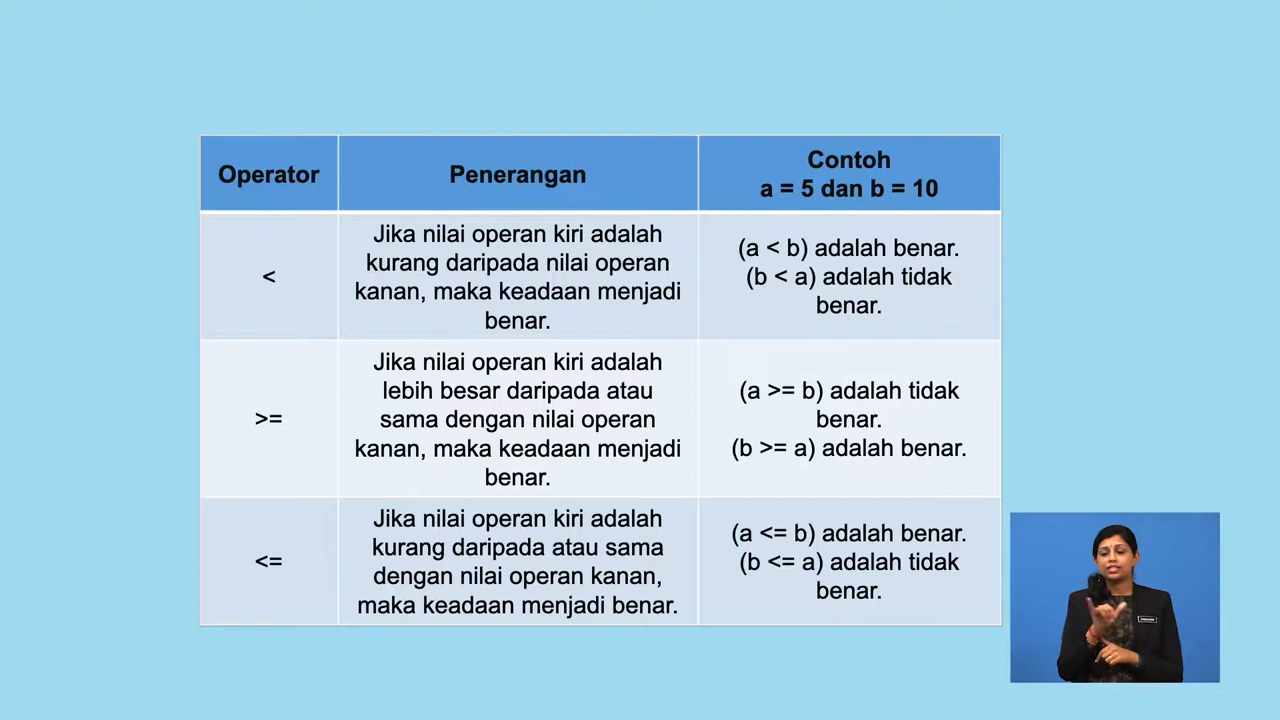 Operator
Penerangan
Contoh
a = 5 dan b = 10
<
Jika nilai operan kiri adalah
kurang daripada nilai operan
kanan, maka keadaan menjadi
benar.
(a < b) adalah benar.
(b < a) adalah tidak
benar.
>=
Jika nilai operan kiri adalah
lebih besar daripada atau
sama dengan nilai operan
kanan, maka keadaan menjadi
benar.
(a >= b) adalah tidak
benar.
(b >= a) adalah benar.
<=
Jika nilai operan kiri adalah
kurang daripada atau sama
dengan nilai operan kanan,
maka keadaan menjadi benar.
(a <= b) adalah benar.
(b <= a) adalah tidak
benar.